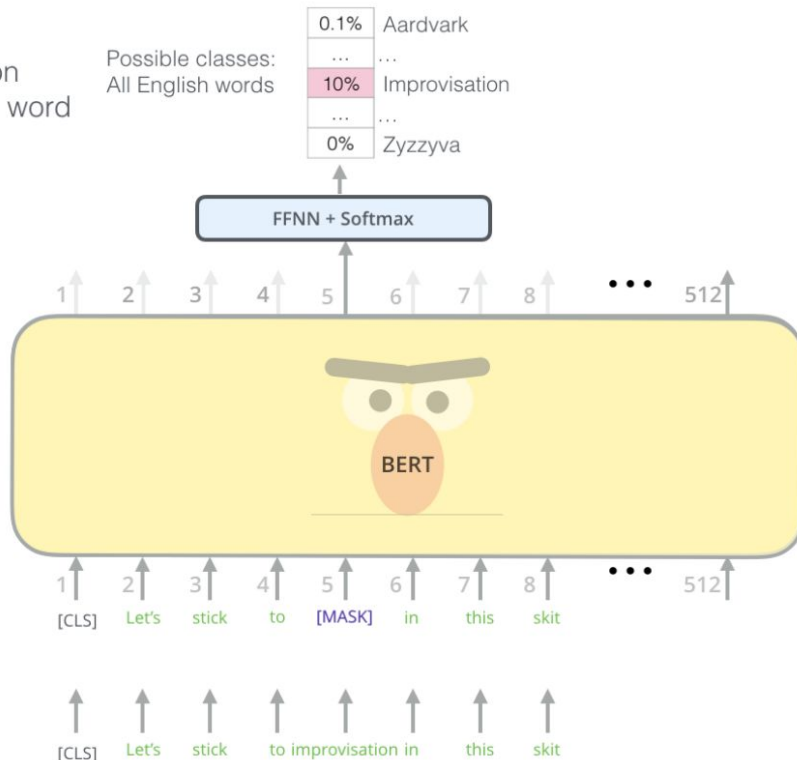 0.1% Aardvark
Possible classes: ... ...
on All English words 10% Improvisation
word ... ...
0% Zyzzyva
FFNN + Softmax
1 2 3 4 5 6 7 8 ••• 512
BERT
1 2 3 4 5 6 7 8 ••• 512
[CLS] Let's stick to [MASK] in this skit
[CLS] Let's stick to improvisation in this skit